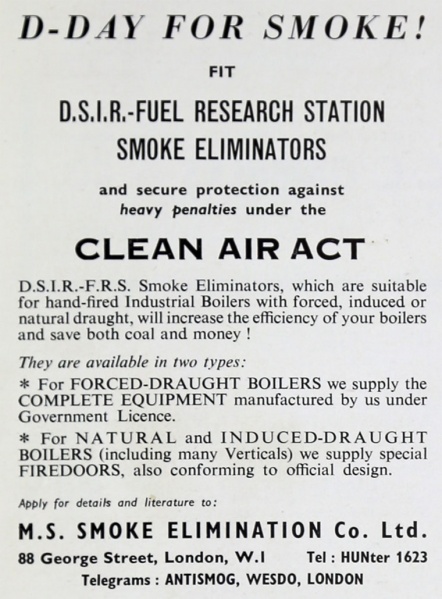 D-DAY FOR SMOKE!
FIT
D.S.I.R.-FUEL RESEARCH STATION
SMOKE ELIMINATORS
and secure protection against
heavy penalties under the
CLEAN AIR ACT
D.S.I.R.-F.R.S. Smoke Eliminators, which are suitable
for hand-fired Industrial Boilers with forced, induced or
natural draught, will increase the efficiency of your boilers
and save both coal and money !
They are available in two types:
* For FORCED-DRAUGHT BOILERS we supply the
COMPLETE EQUIPMENT manufactured by us under
Government Licence.
* For NATURAL and INDUCED-DRAUGHT
BOILERS (including many Verticals) we supply special
FIREDOORS, also conforming to official design.
Apply for details and literature to:
M.S. SMOKE ELIMINATION Co. Ltd.
88 George Street, London, W.I Tel : HUNter 1623
Telegrams : ANTISMOG, WESDO, LONDON